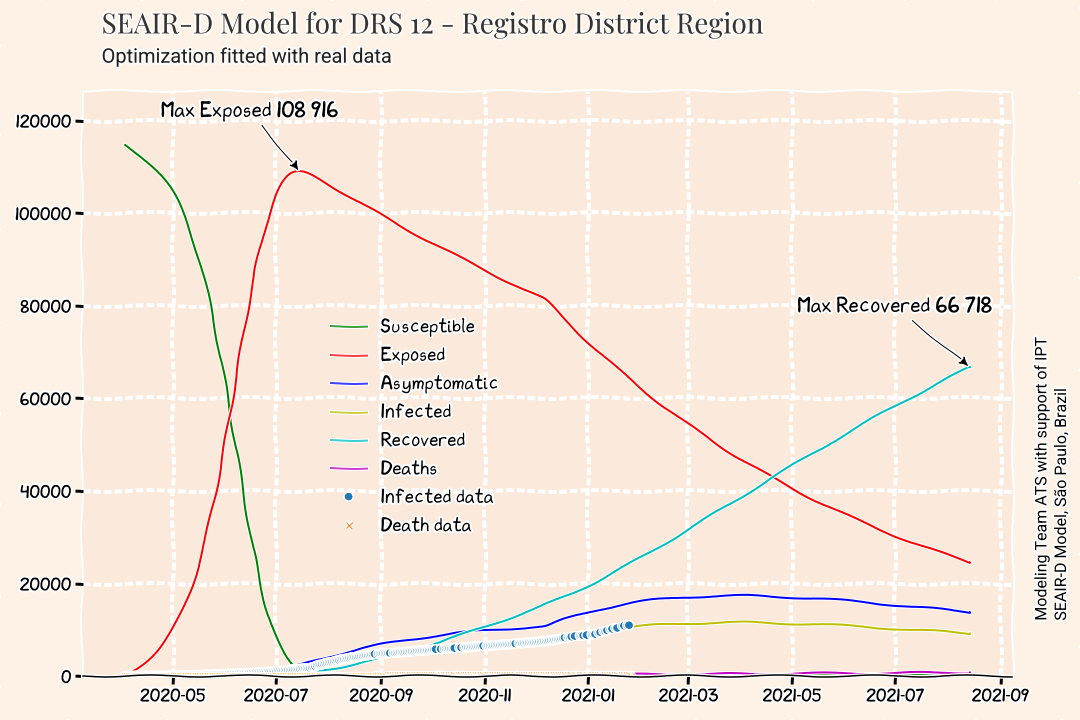 SEAIR-D Model for DRS 12 - Registro District Region
Optimization fitted with real data
Max Exposed 108 916
120000
100000
80000
60000
40000
20000
0
Max Recovered 66 718
Susceptible
Exposed
Asymptomatic
Infected
Recovered
Deaths
Infected data
Death data
2020-05
2020-07
2020-09
2020-11
2021-01
2021-03
2021-05
2021-07
2021-09
Modeling Team ATS with support of IPT
SEAIR-D Model, São Paulo, Brazil